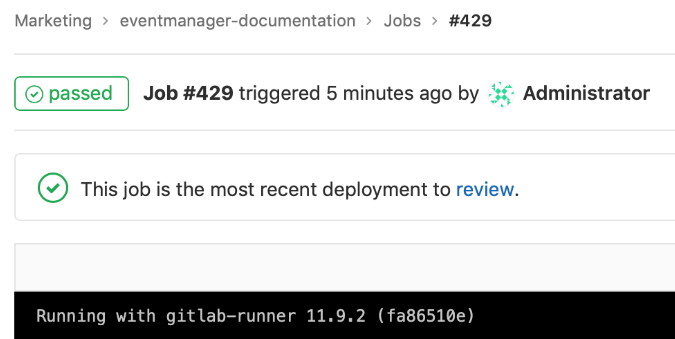 Marketing > eventmanager-documentation > Jobs > #429
passed Job #429 triggered 5 minutes ago by Administrator
This job is the most recent deployment to review.
Running with gitlab-runner 11.9.2 (fa86510e)